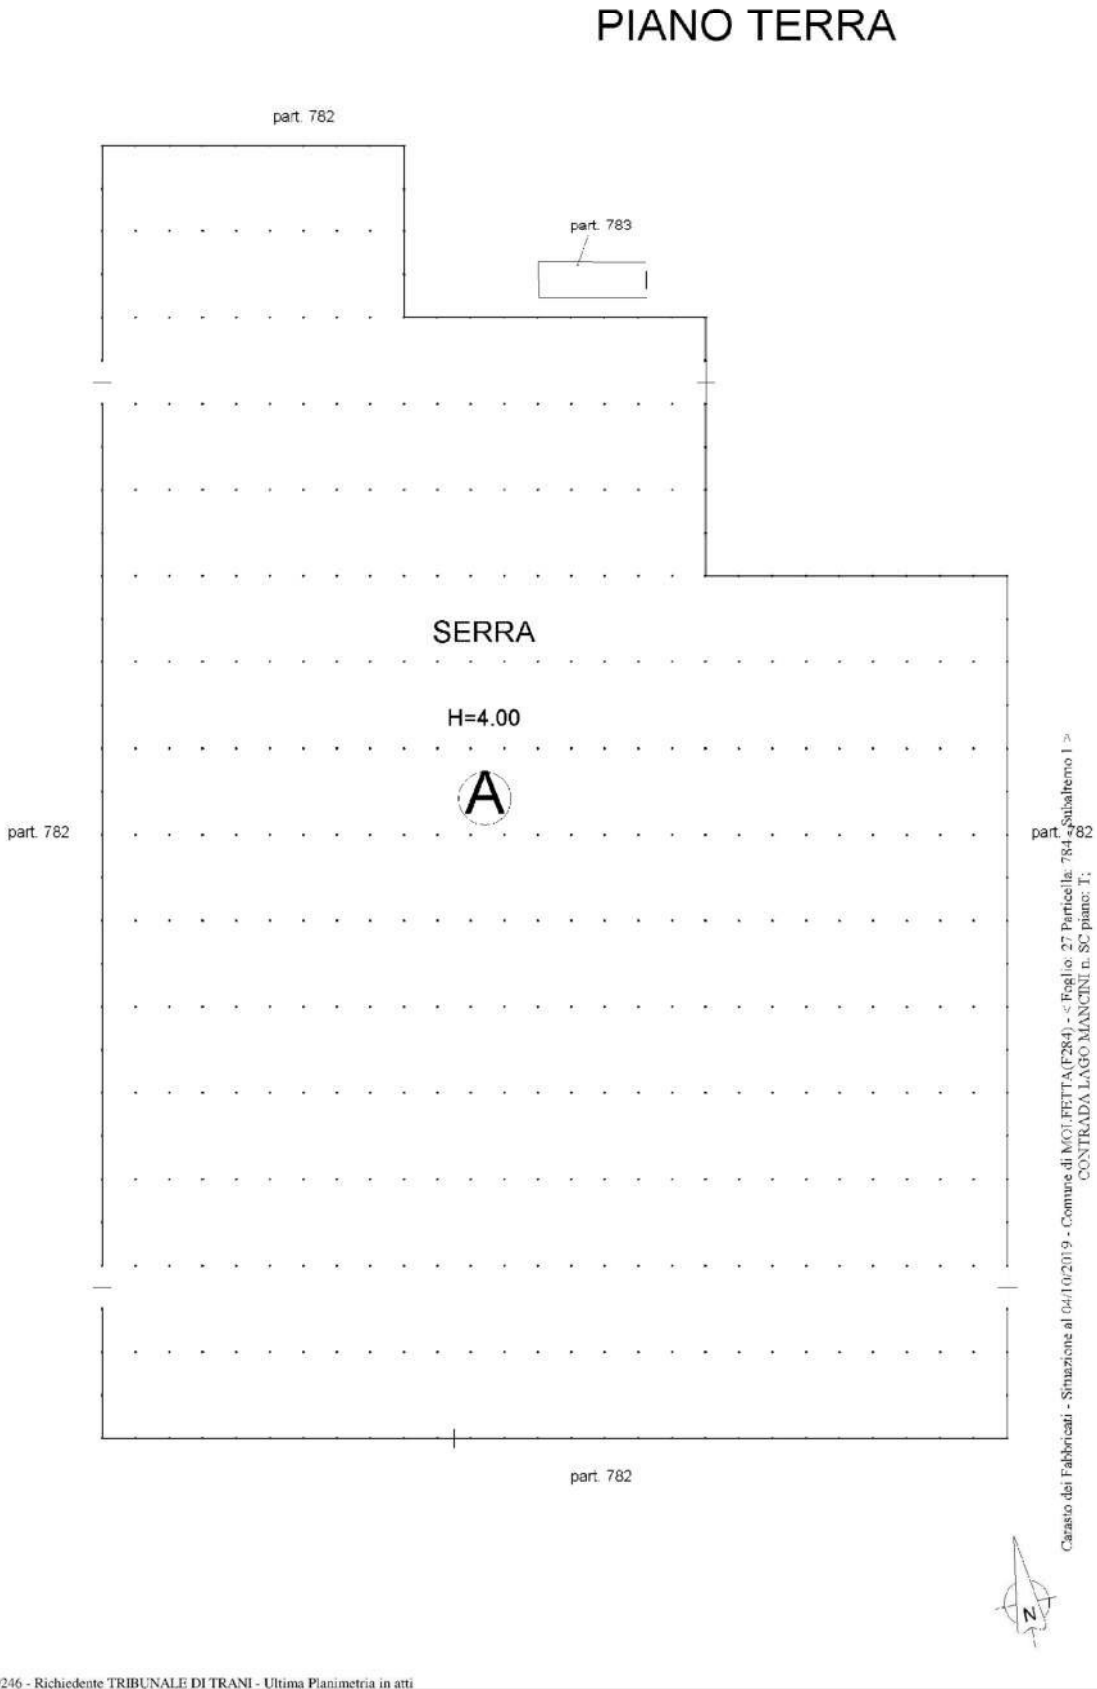 PIANO TERRA
part. 782
part. 783
SERRA
H=4.00
A
part. 782
part. 782
Catasto dei Fabbricati - Situazione al 04/10/2019 - Comune di MOLFETTA(F284) - < Foglio: 27 Particella: 784 - Subalterno 1 >
CONTRADA LAGO MANCINI n. SC piano: T;
part. 782
N
246 - Richiedente TRIBUNALE DI TRANI - Ultima Planimetria in atti